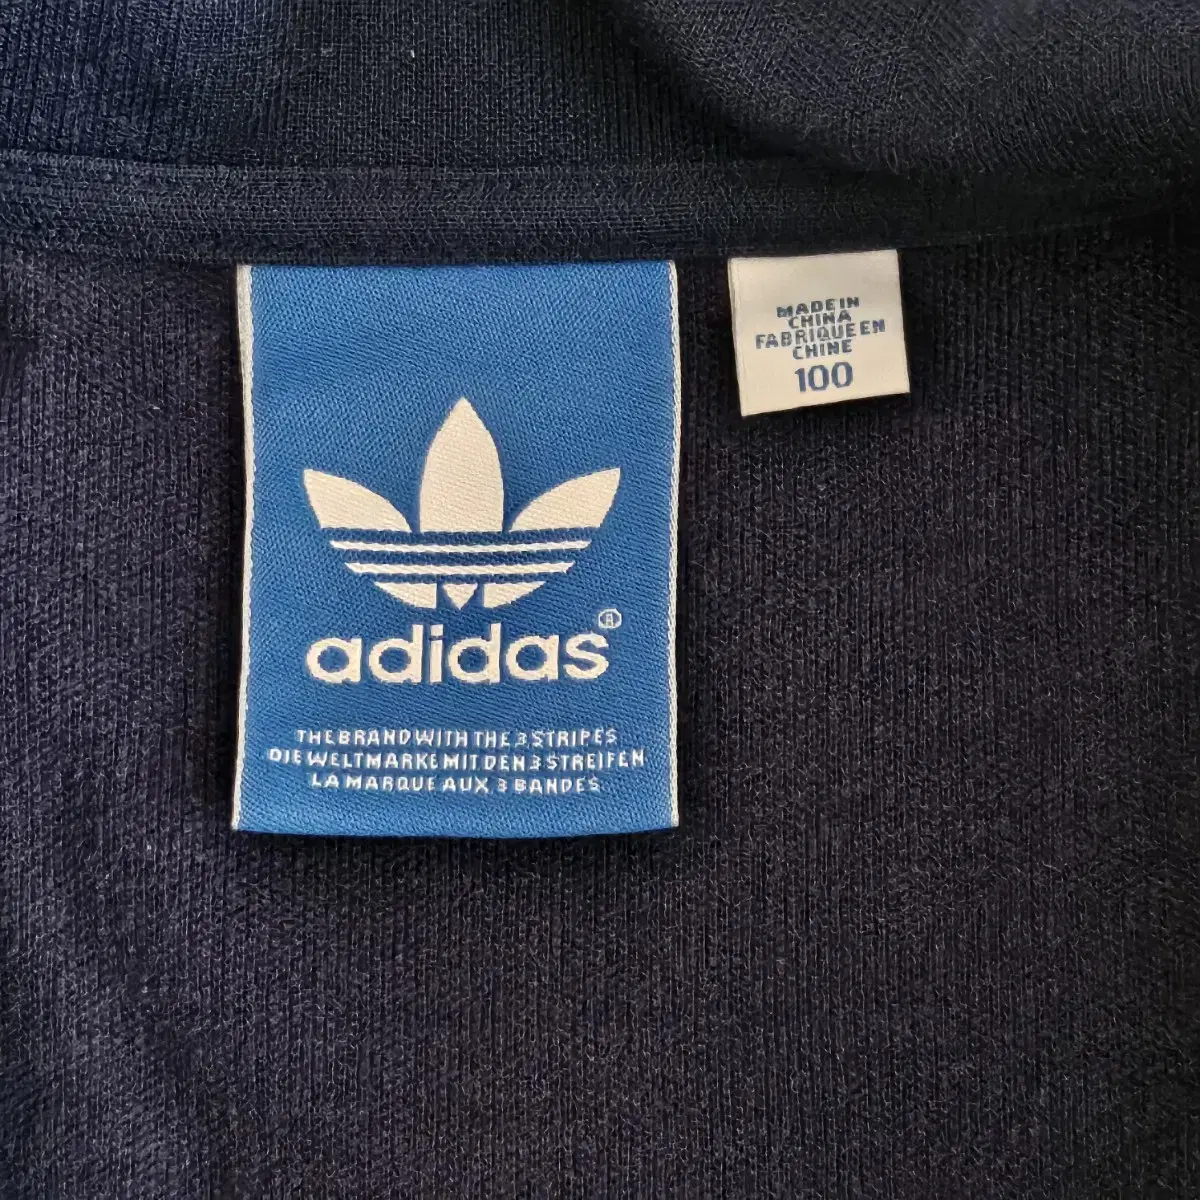 adidas®
THE BRAND WITH THE 3 STRIPES
DIE WELTMARKE MIT DEN 3 STREIFEN
LA MARQUE AUX 3 BANDES
MADE IN
CHINA
FABRIQUE EN
CHINE
100